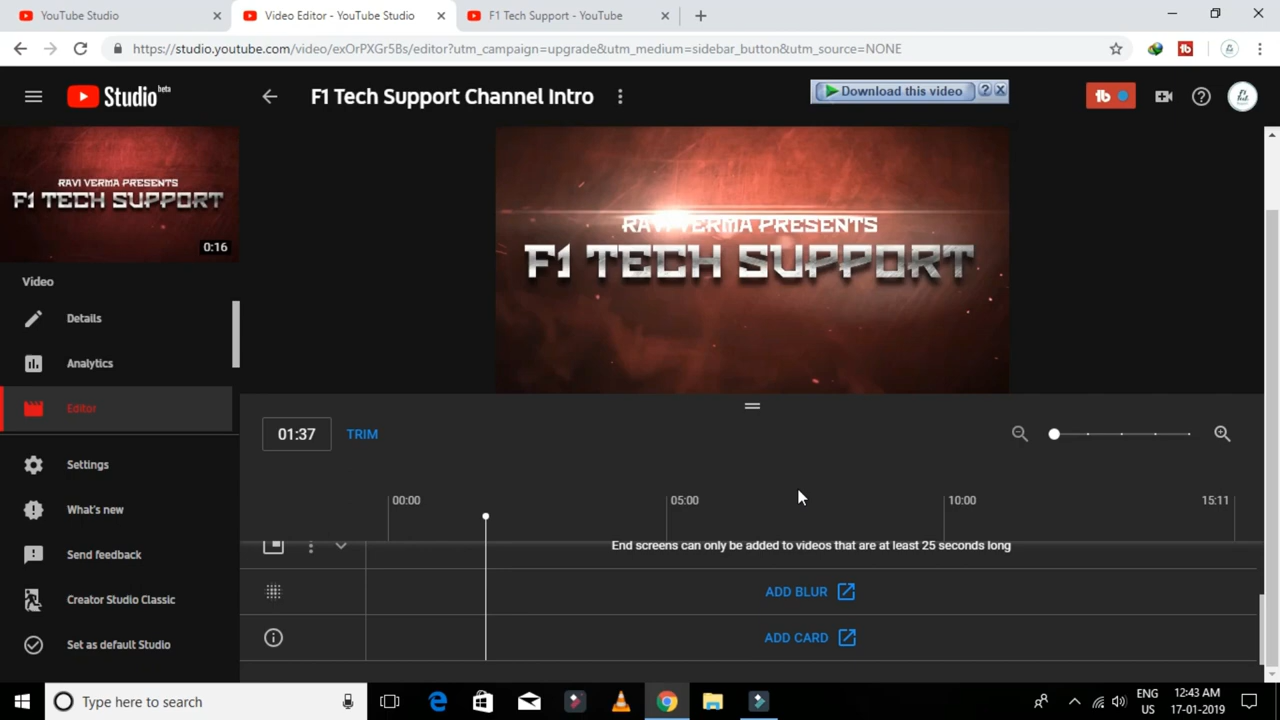 YouTube Studio
Video Editor - YouTube Studio
F1 Tech Support - YouTube
https://studio.youtube.com/video/exOrPXGr5Bs/editor?utm_campaign=upgrade&utm_medium=sidebar_button&utm_source=NONE
Studio beta
F1 Tech Support Channel Intro
Download this video
RAVI VERMA PRESENTS
F1 TECH SUPPORT
0:16
RAVI VERMA PRESENTS
F1 TECH SUPPORT
Video
Details
Analytics
Editor
Settings
What's new
Send feedback
Creator Studio Classic
Set as default Studio
01:37
TRIM
00:00
05:00
10:00
15:11
End screens can only be added to videos that are at least 25 seconds long
ADD BLUR
ADD CARD
Type here to search
ENG
US
12:43 AM
17-01-2019